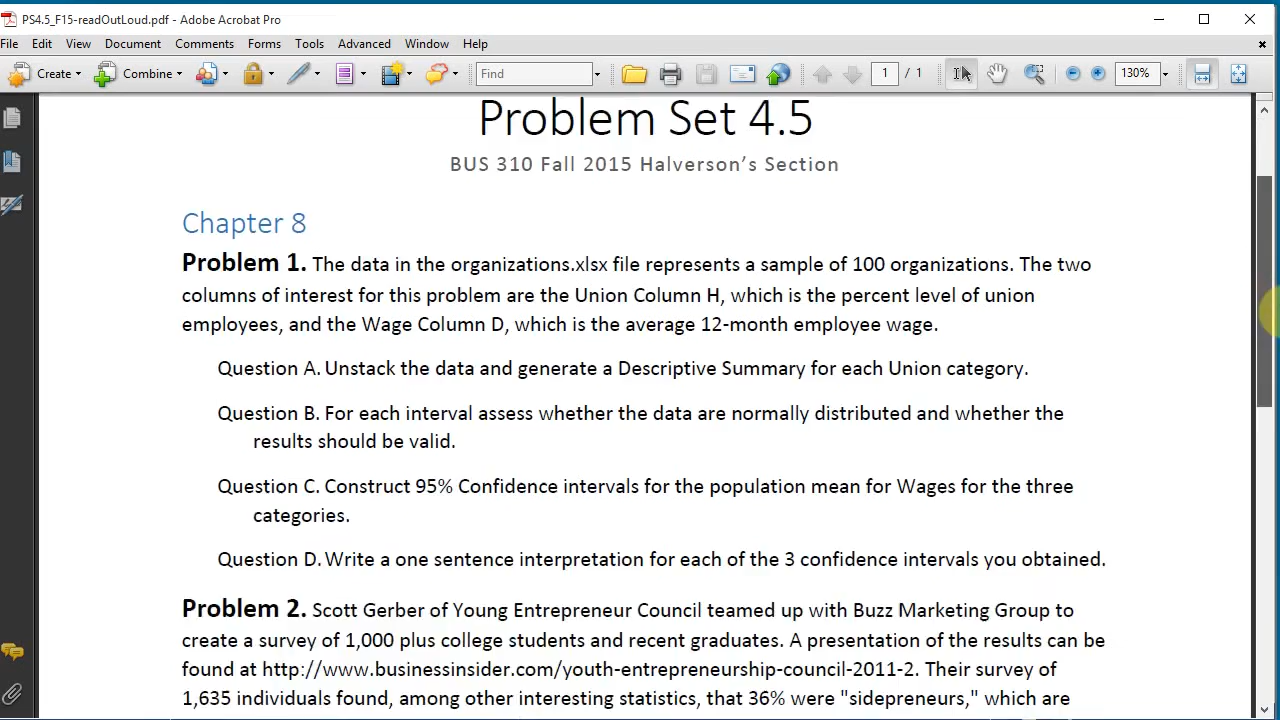 PS4.5_F15-readOutLoud.pdf - Adobe Acrobat Pro
File Edit View Document Comments Forms Tools Advanced Window Help
Create Combine Find 1 / 1 130%
Problem Set 4.5
BUS 310 Fall 2015 Halverson’s Section
Chapter 8
Problem 1. The data in the organizations.xlsx file represents a sample of 100 organizations. The two
columns of interest for this problem are the Union Column H, which is the percent level of union
employees, and the Wage Column D, which is the average 12-month employee wage.
Question A. Unstack the data and generate a Descriptive Summary for each Union category.
Question B. For each interval assess whether the data are normally distributed and whether the
results should be valid.
Question C. Construct 95% Confidence intervals for the population mean for Wages for the three
categories.
Question D. Write a one sentence interpretation for each of the 3 confidence intervals you obtained.
Problem 2. Scott Gerber of Young Entrepreneur Council teamed up with Buzz Marketing Group to
create a survey of 1,000 plus college students and recent graduates. A presentation of the results can be
found at http://www.businessinsider.com/youth-entrepreneurship-council-2011-2. Their survey of
1,635 individuals found, among other interesting statistics, that 36% were "sidepreneurs," which are